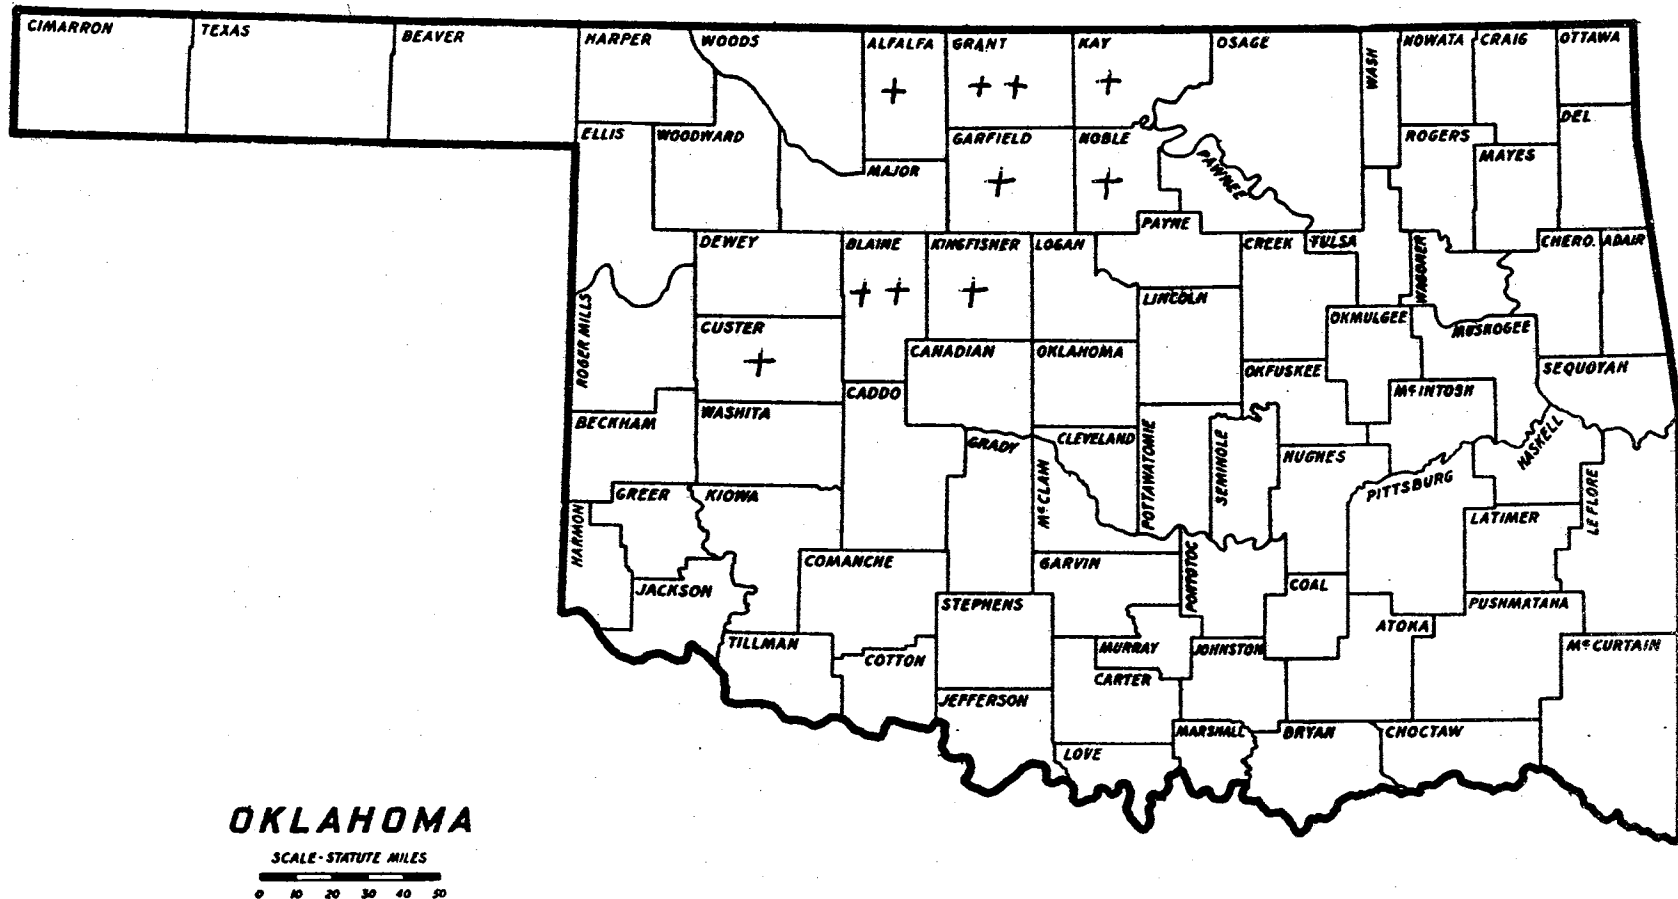 CIMARRON
TEXAS
BEAVER
HARPER
WOODS
ALFALFA
GRANT
KAY
OSAGE
WASH
NOWATA
CRAIG
OTTAWA
DEL
ELLIS
WOODWARD
GARFIELD
NOBLE
ROGERS
MAYES
MAJOR
PAWNEE
PAYNE
DEWEY
BLAINE
KINGFISHER
LOGAN
CREEK
TULSA
WAGONER
CHERO.
ADAIR
ROGER MILLS
LINCOLN
CUSTER
OKMULGEE
MUSKOGEE
CANADIAN
OKLAHOMA
OKFUSKEE
SEQUOYAH
CADDO
McINTOSH
BECKHAM
WASHITA
GRADY
CLEVELAND
POTTAWATOMIE
SEMINOLE
HUGHES
HASKELL
McCLAIN
PITTSBURG
GREER
KIOWA
LE FLORE
LATIMER
HARMON
COMANCHE
GARVIN
PONTOTOC
JACKSON
COAL
STEPHENS
PUSHMATAHA
ATOKA
TILLMAN
COTTON
MURRAY
JOHNSTON
McCURTAIN
CARTER
JEFFERSON
MARSHALL
BRYAN
CHOCTAW
LOVE
OKLAHOMA
SCALE-STATUTE MILES
0 10 20 30 40 50